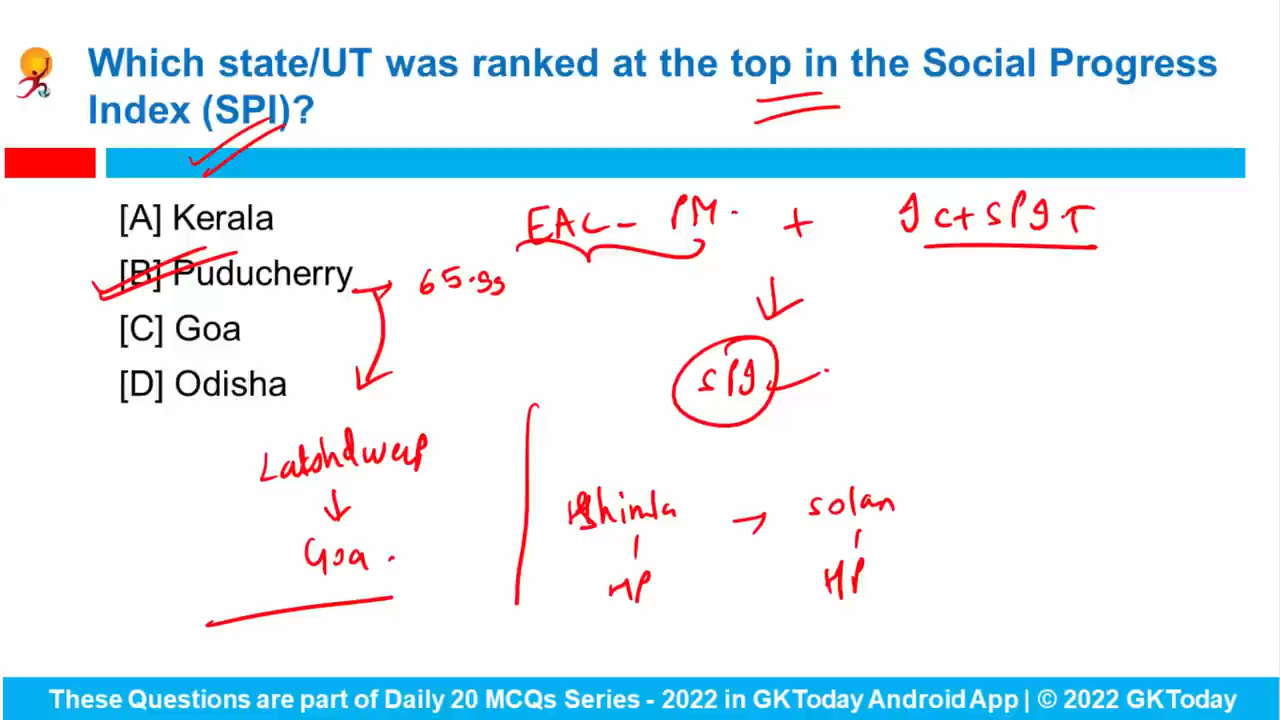 Which state/UT was ranked at the top in the Social Progress
Index (SPI)?
[A] Kerala
[B] Puducherry
[C] Goa
[D] Odisha
EAC - PM. +
65.99
SPI
Goa.
Shimla → Solan
HP HP
These Questions are part of Daily 20 MCQs Series - 2022 in GKToday Android App | © 2022 GKToday